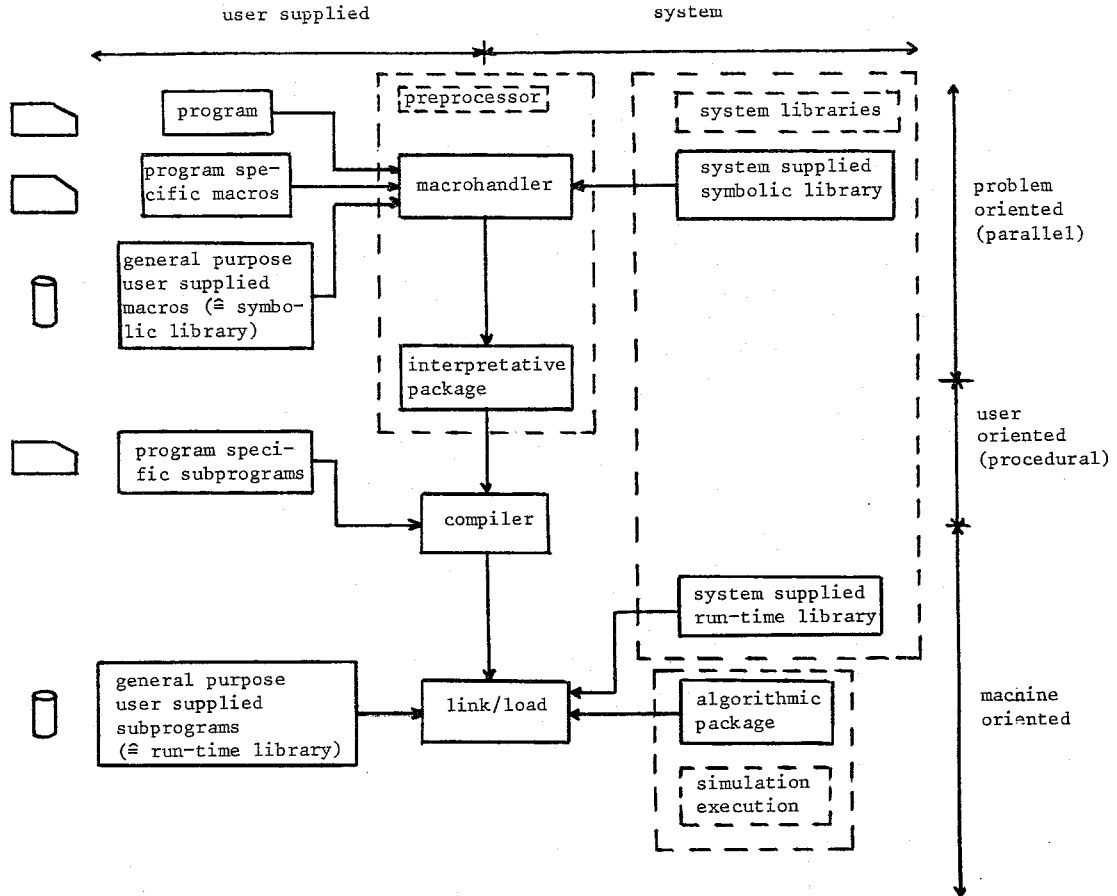 user supplied
system
preprocessor
system libraries
program
program spe-
cific macros
macrohandler
system supplied
symbolic library
problem
oriented
(parallel)
general purpose
user supplied
macros (≙ symbo-
lic library)
interpretative
package
user
oriented
(procedural)
program speci-
fic subprograms
compiler
system supplied
run-time library
general purpose
user supplied
subprograms
(≙ run-time library)
link/load
algorithmic
package
machine
oriented
simulation
execution